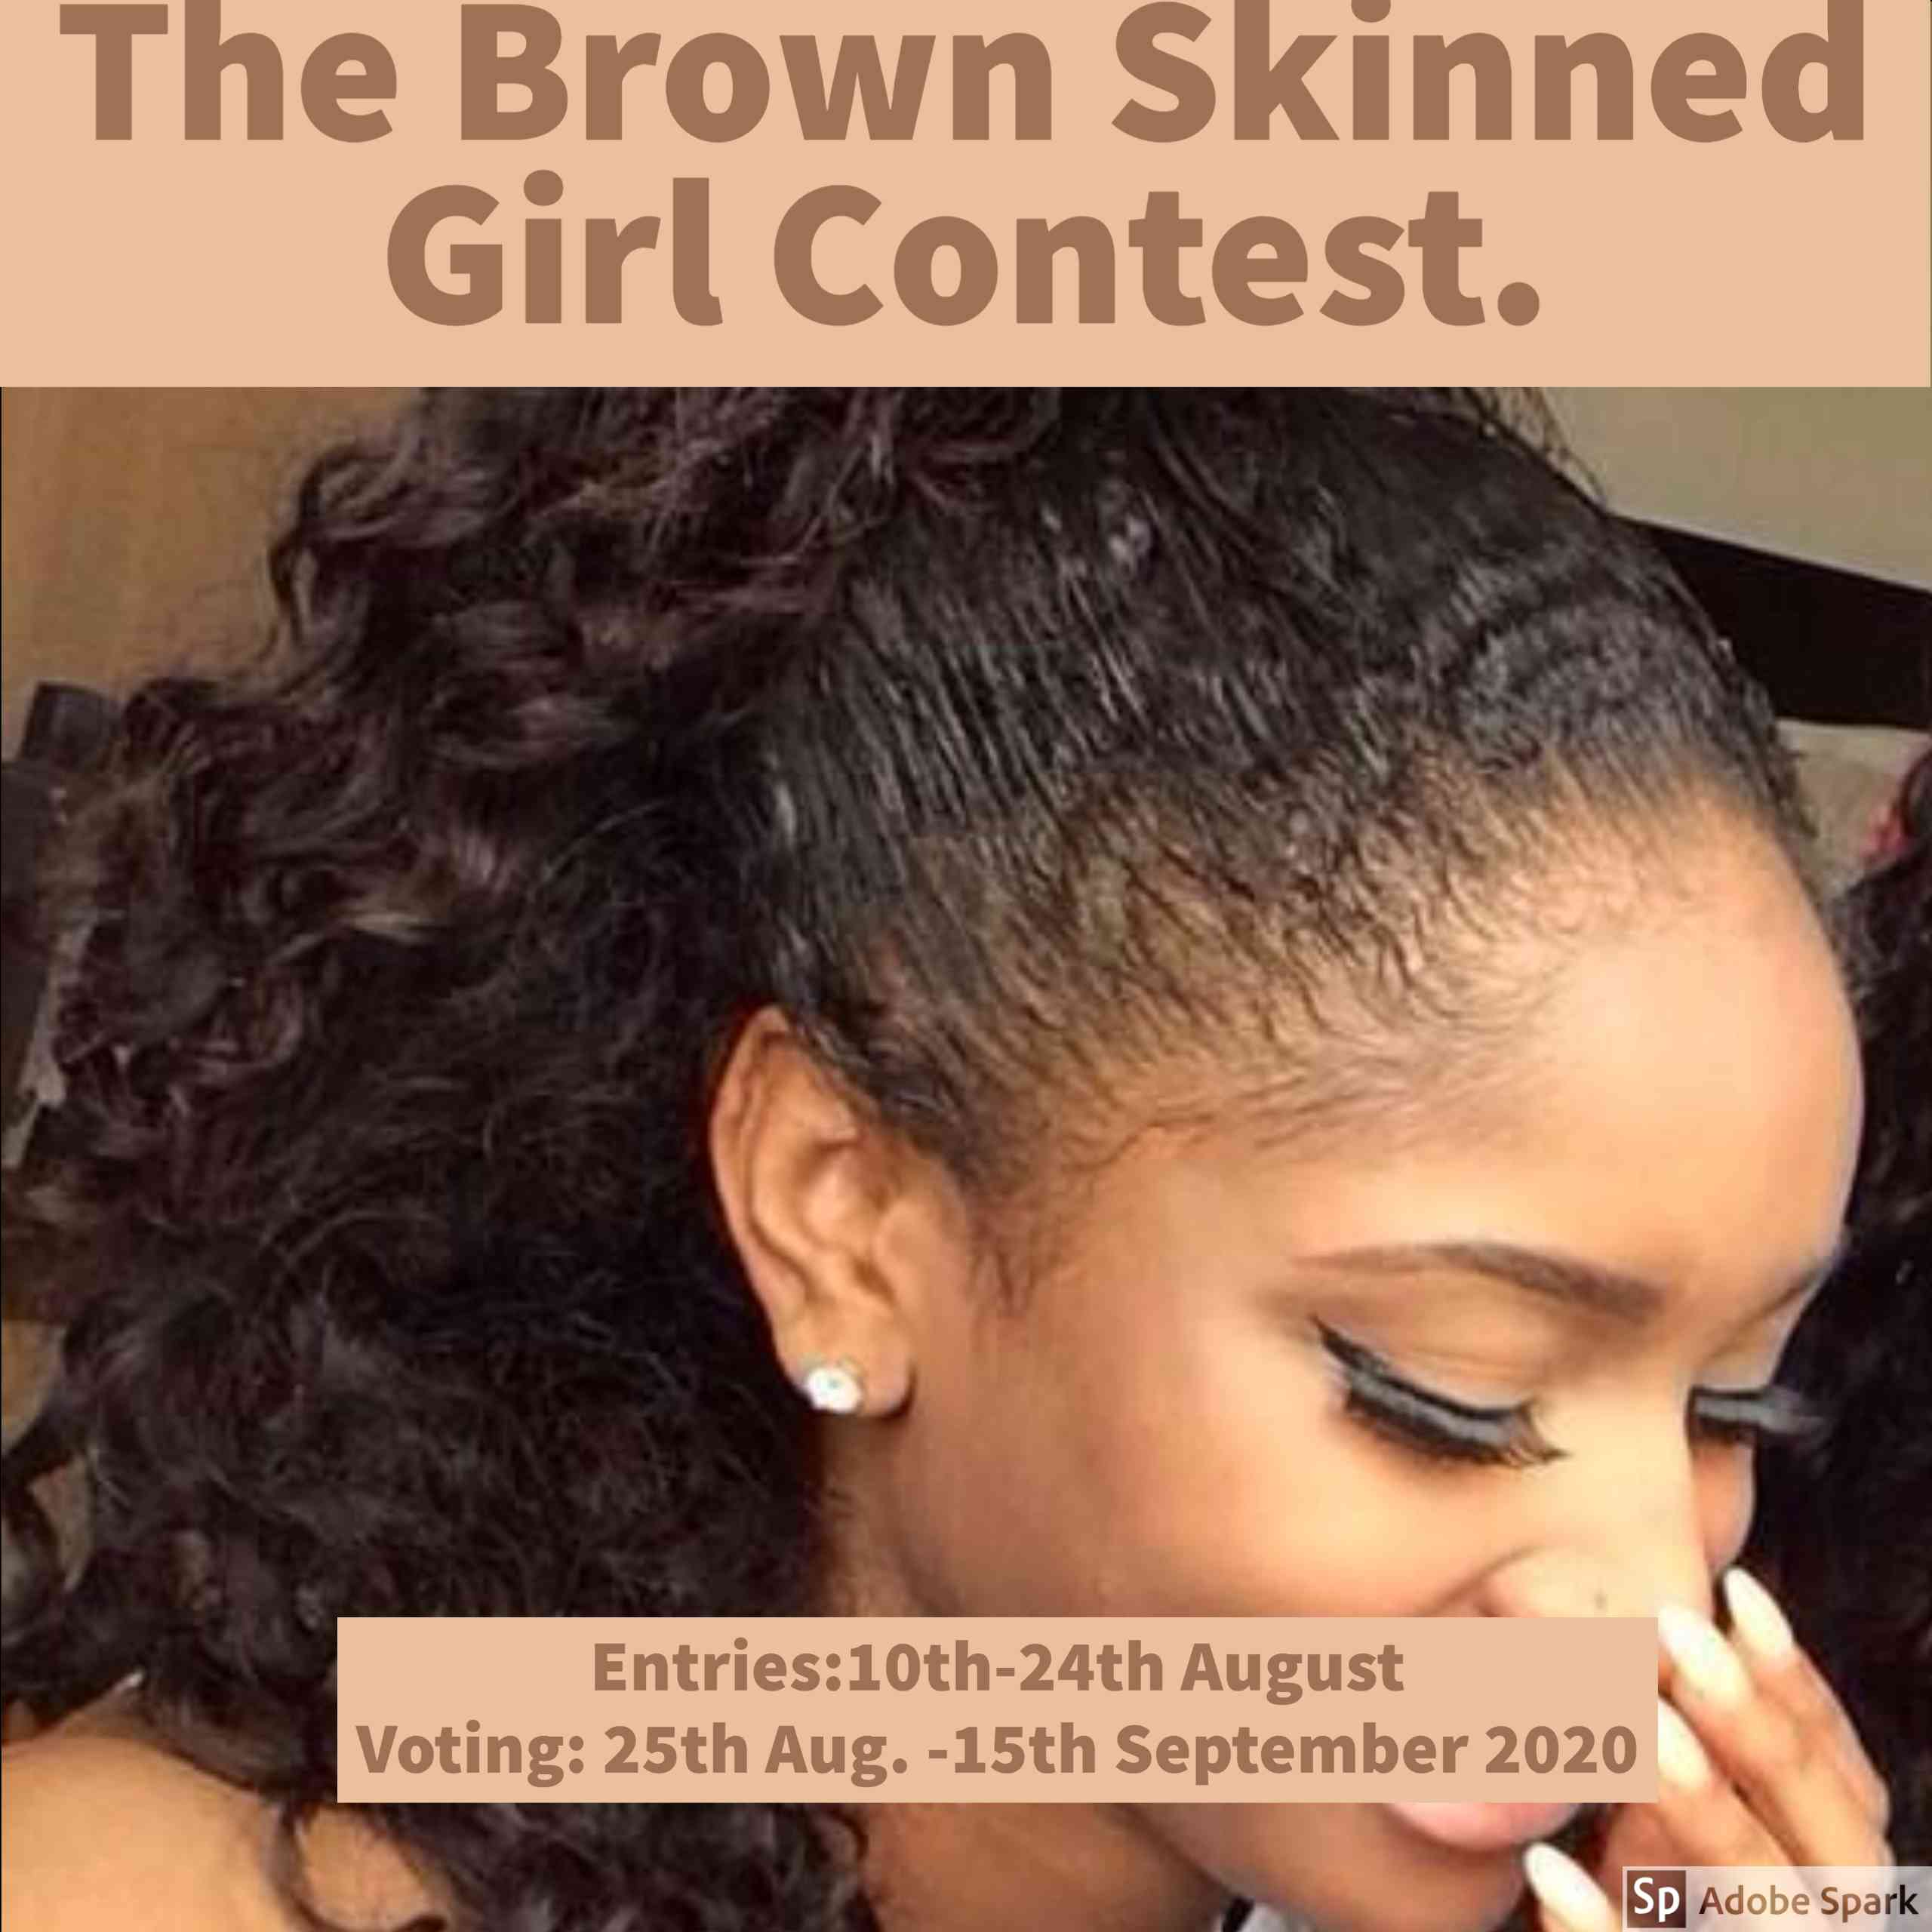 The Brown Skinned
Girl Contest.
Entries:10th-24th August
Voting: 25th Aug. -15th September 2020
Sp Adobe Spark